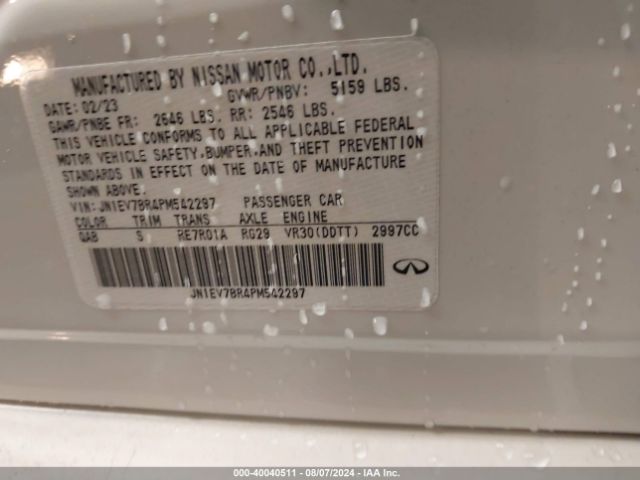 MANUFACTURED BY NISSAN MOTOR CO.,LTD.
DATE: 02/23 GVWR/PNBV: 5159 LBS.
GAWR/PNBE FR: 2646 LBS. RR: 2546 LBS.
THIS VEHICLE CONFORMS TO ALL APPLICABLE FEDERAL
MOTOR VEHICLE SAFETY,BUMPER,AND THEFT PREVENTION
STANDARDS IN EFFECT ON THE DATE OF MANUFACTURE
SHOWN ABOVE.
VIN: JN1EV7BR4PM542297 PASSENGER CAR
COLOR TRIM TRANS AXLE ENGINE
QAB S RE7R01A RG29 VR30(DDTT) 2997CC
JN1EV7BR4PM542297
000-40040511 - 08/07/2024 - IAA Inc.